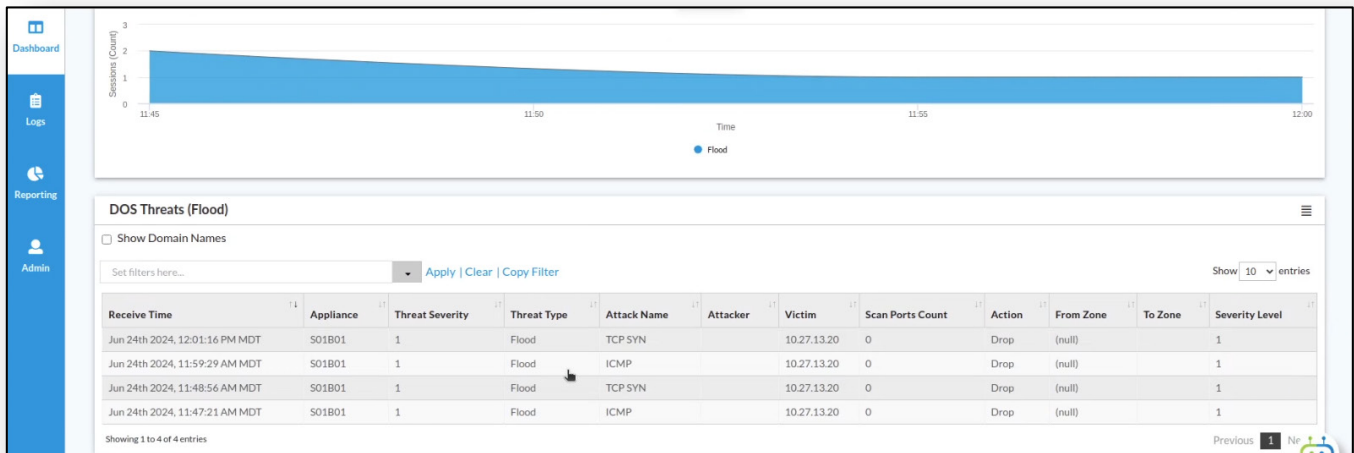 Dashboard
Logs
Reporting
Admin
3
2
1
0
Sessions (Count)
11:45
11:50
11:55
12:00
Time
Flood
DOS Threats (Flood)
Show Domain Names
Set filters here...
Apply | Clear | Copy Filter
Show 10 entries
Receive Time Appliance Threat Severity Threat Type Attack Name Attacker Victim Scan Ports Count Action From Zone To Zone Severity Level
Jun 24th 2024, 12:01:16 PM MDT S01B01 1 Flood TCP SYN 10.27.13.20 0 Drop (null) 1
Jun 24th 2024, 11:59:29 AM MDT S01B01 1 Flood ICMP 10.27.13.20 0 Drop (null) 1
Jun 24th 2024, 11:48:56 AM MDT S01B01 1 Flood TCP SYN 10.27.13.20 0 Drop (null) 1
Jun 24th 2024, 11:47:21 AM MDT S01B01 1 Flood ICMP 10.27.13.20 0 Drop (null) 1
Showing 1 to 4 of 4 entries
Previous 1